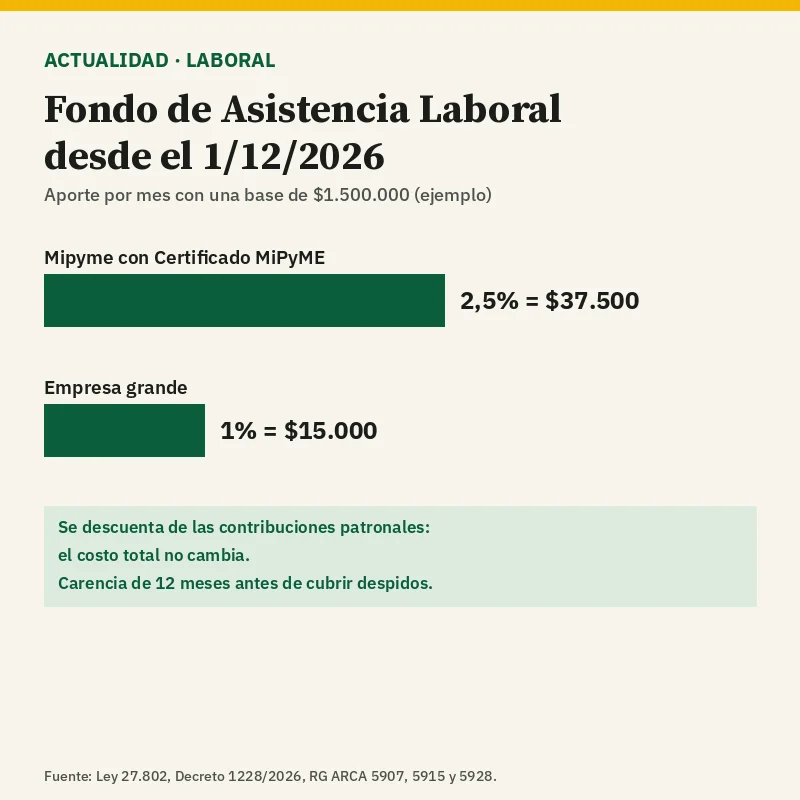 ACTUALIDAD · LABORAL
Fondo de Asistencia Laboral
desde el 1/12/2026
Aporte por mes con una base de $1.500.000 (ejemplo)
Mipyme con Certificado MiPyME
2,5% = $37.500
Empresa grande
1% = $15.000
Se descuenta de las contribuciones patronales:
el costo total no cambia.
Carencia de 12 meses antes de cubrir despidos.
Fuente: Ley 27.802, Decreto 1228/2026, RG ARCA 5907, 5915 y 5928.